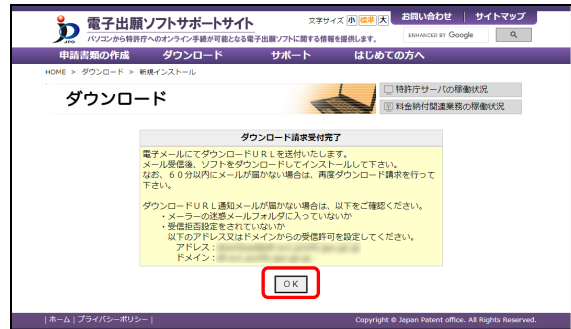 電子出願ソフトサポートサイト
パソコンから特許庁へのオンライン手続が可能となる電子出願ソフトに関する情報を提供します。
JPO
文字サイズ 小 標準 大
お問い合わせ | サイトマップ
ENHANCED BY Google
申請書類の作成 ダウンロード サポート はじめての方へ
HOME > ダウンロード > 新規インストール
ダウンロード
特許庁サーバの稼働状況
料金納付関連業務の稼働状況
ダウンロード請求受付完了
電子メールにてダウンロードURLを送付いたします。
メール受信後、ソフトをダウンロードしてインストールして下さい。
なお、60分以内にメールが届かない場合は、再度ダウンロード請求を行って
下さい。
ダウンロードURL通知メールが届かない場合は、以下をご確認ください。
・メーラーの迷惑メールフォルダに入っていないか
・受信拒否設定をされていないか
以下のアドレス又はドメインからの受信許可を設定してください。
アドレス:
ドメイン:
OK
| ホーム | プライバシーポリシー |
Copyright © Japan Patent office. All Rights Reserved.